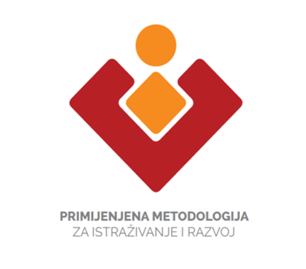 PRIMIJENJENA METODOLOGIJA
ZA ISTRAŽIVANJE I RAZVOJ